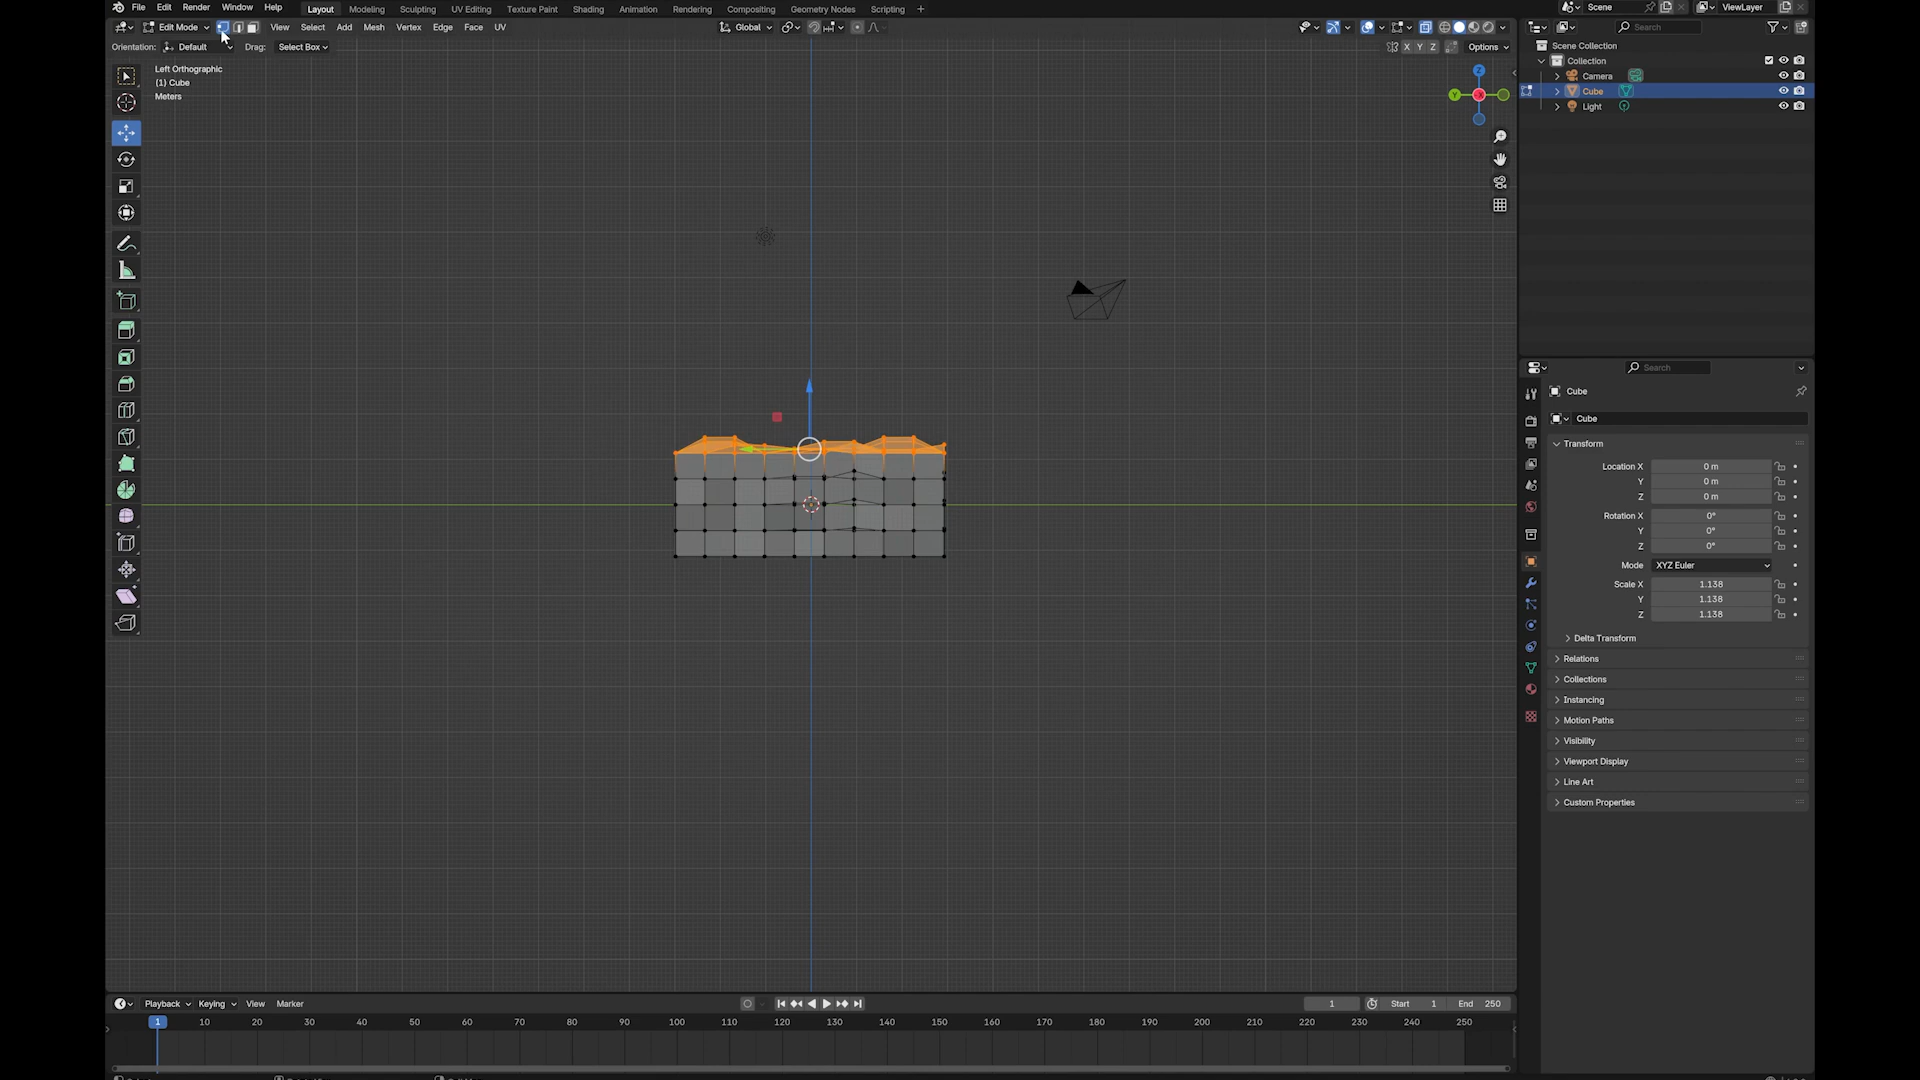 File Edit Render Window Help Layout Modeling Sculpting UV Editing Texture Paint Shading Animation Rendering Compositing Geometry Nodes Scripting + Scene ViewLayer
Edit Mode View Select Add Mesh Vertex Edge Face UV Global Search
Orientation: Default Drag: Select Box X Y Z Options
Scene Collection
Collection
Camera
Cube
Light
Left Orthographic
(1) Cube
Meters
Z
Y
X
Search
Cube
Cube
Transform
Location X 0 m
Y 0 m
Z 0 m
Rotation X 0°
Y 0°
Z 0°
Mode XYZ Euler
Scale X 1.138
Y 1.138
Z 1.138
Delta Transform
Relations
Collections
Instancing
Motion Paths
Visibility
Viewport Display
Line Art
Custom Properties
Playback Keying View Marker 1 Start 1 End 250
1 10 20 30 40 50 60 70 80 90 100 110 120 130 140 150 160 170 180 190 200 210 220 230 240 250